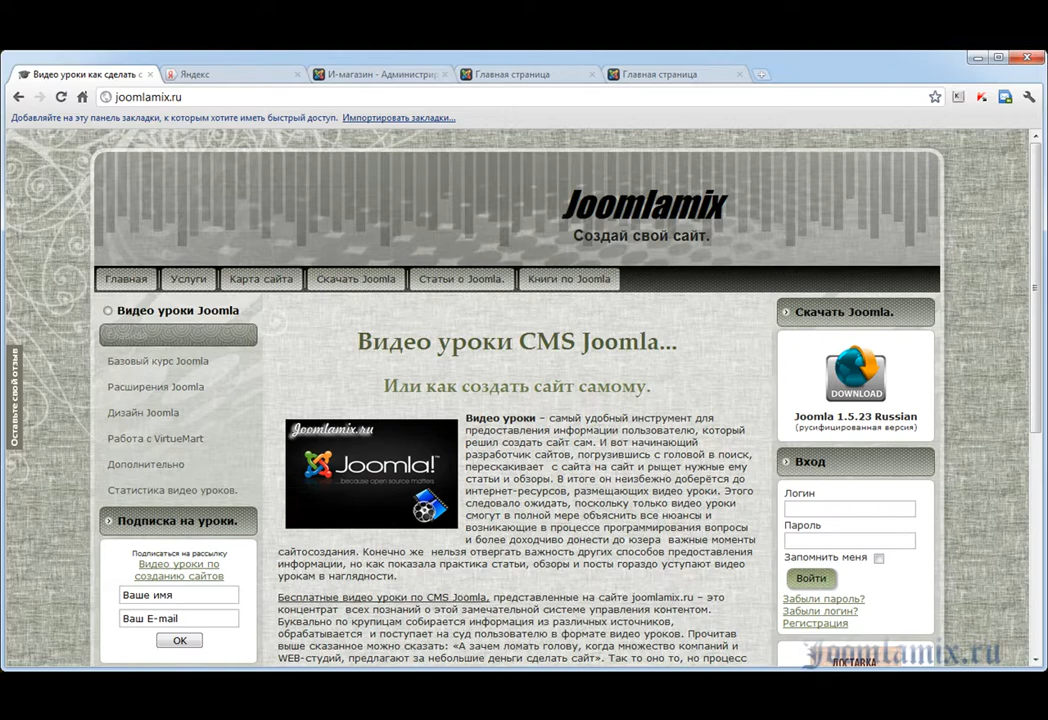 Видео уроки как сделать с
Яндекс
И-магазин - Администрир
Главная страница
Главная страница
joomlamix.ru
Добавляйте на эту панель закладки, к которым хотите иметь быстрый доступ. Импортировать закладки...
Joomlamix
Создай свой сайт.
Главная
Услуги
Карта сайта
Скачать Joomla
Статьи о Joomla.
Книги по Joomla
Оставьте свой отзыв
Видео уроки Joomla
Базовый курс Joomla
Расширения Joomla
Дизайн Joomla
Работа с VirtueMart
Дополнительно
Статистика видео уроков.
Подписка на уроки.
Подписаться на рассылку
Видео уроки по
созданию сайтов
Ваше имя
Ваш E-mail
OK
Видео уроки CMS Joomla...
Или как создать сайт самому.
Joomlamix.ru
Joomla!™
...because open source matters
Видео уроки – самый удобный инструмент для
предоставления информации пользователю, который
решил создать сайт сам. И вот начинающий
разработчик сайтов, погрузившись с головой в поиск,
перескакивает с сайта на сайт и рыщет нужные ему
статьи и обзоры. В итоге он неизбежно доберётся до
интернет-ресурсов, размещающих видео уроки. Этого
следовало ожидать, поскольку только видео уроки
смогут в полной мере объяснить все нюансы и
возникающие в процессе программирования вопросы
и более доходчиво донести до юзера важные моменты
сайтосоздания. Конечно же нельзя отвергать важность других способов предоставления
информации, но как показала практика статьи, обзоры и посты гораздо уступают видео
урокам в наглядности.
Бесплатные видео уроки по CMS Joomla, представленные на сайте joomlamix.ru – это
концентрат всех познаний о этой замечательной системе управления контентом.
Буквально по крупицам собирается информация из различных источников,
обрабатывается и поступает на суд пользователю в формате видео уроков. Прочитав
выше сказанное можно сказать: «А зачем ломать голову, когда множество компаний и
WEB-студий, предлагают за небольшие деньги сделать сайт». Так то оно то, но процесс
Скачать Joomla.
DOWNLOAD
Joomla 1.5.23 Russian
(русифицированная версия)
Вход
Логин
Пароль
Запомнить меня
Войти
Забыли пароль?
Забыли логин?
Регистрация
ДОСТАВКА
Joomlamix.ru